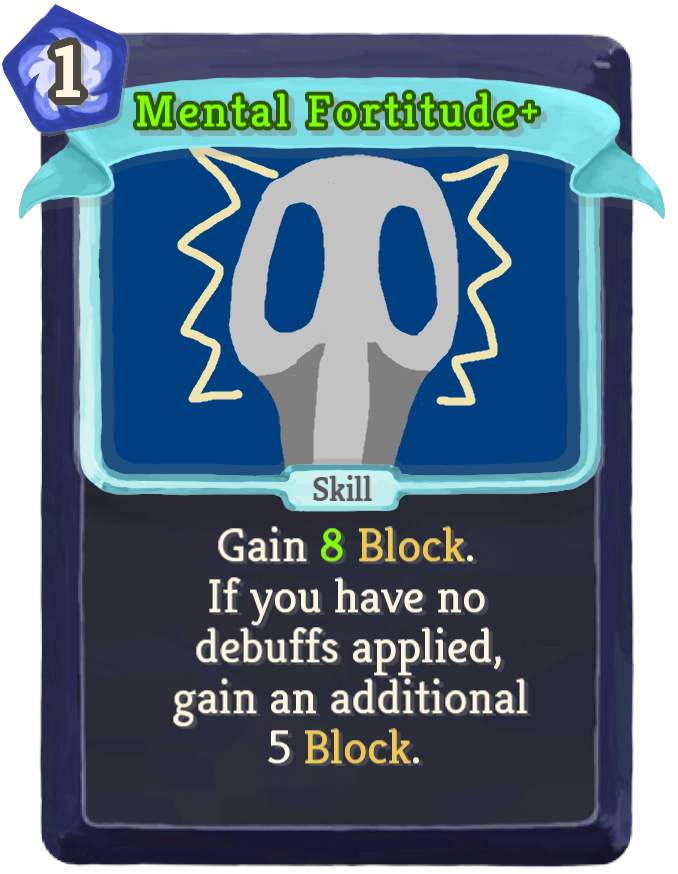 1
Mental Fortitude+
Skill
Gain 8 Block.
If you have no
debuffs applied,
gain an additional
5 Block.